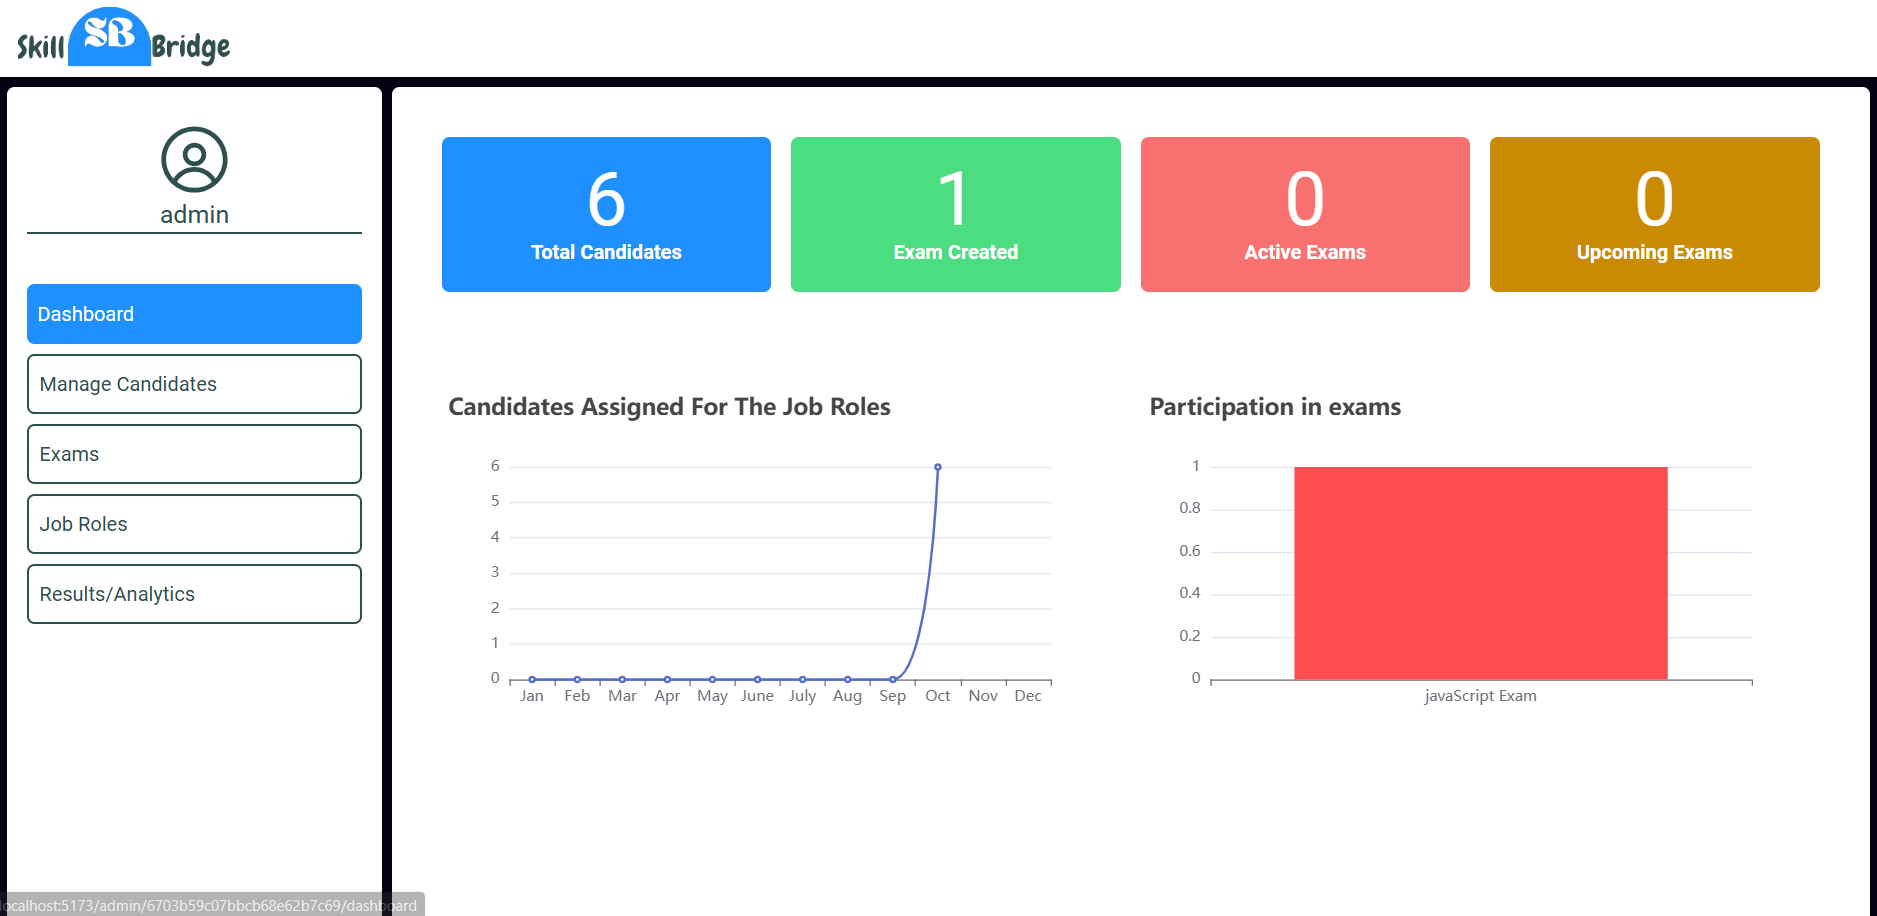 Skill SB Bridge
admin
Dashboard
Manage Candidates
Exams
Job Roles
Results/Analytics
6
Total Candidates
1
Exam Created
0
Active Exams
0
Upcoming Exams
Candidates Assigned For The Job Roles
6
5
4
3
2
1
0
Jan Feb Mar Apr May June July Aug Sep Oct Nov Dec
Participation in exams
1
0.8
0.6
0.4
0.2
0
javaScript Exam
localhost:5173/admin/6703b59c07bbcb68e62b7c69/dashboard